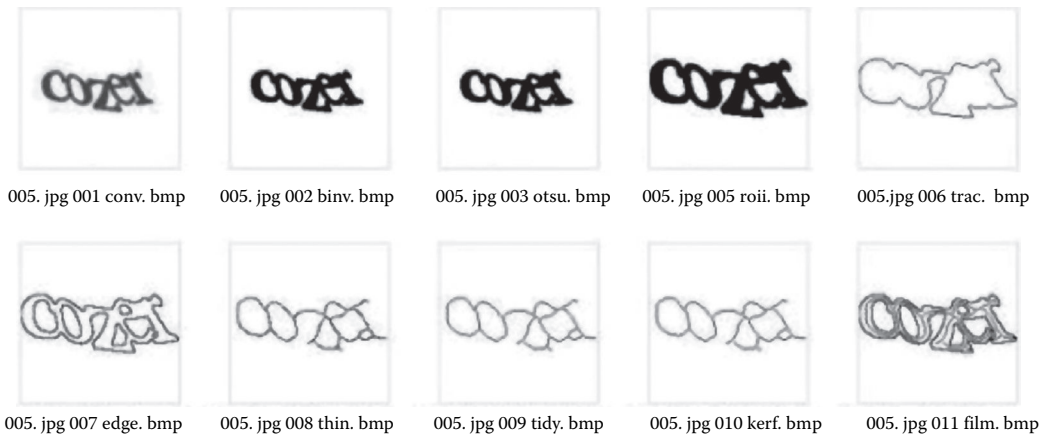 005. jpg 001 conv. bmp
005. jpg 002 binv. bmp
005. jpg 003 otsu. bmp
005. jpg 005 roii. bmp
005.jpg 006 trac. bmp
005. jpg 007 edge. bmp
005. jpg 008 thin. bmp
005. jpg 009 tidy. bmp
005. jpg 010 kerf. bmp
005. jpg 011 film. bmp